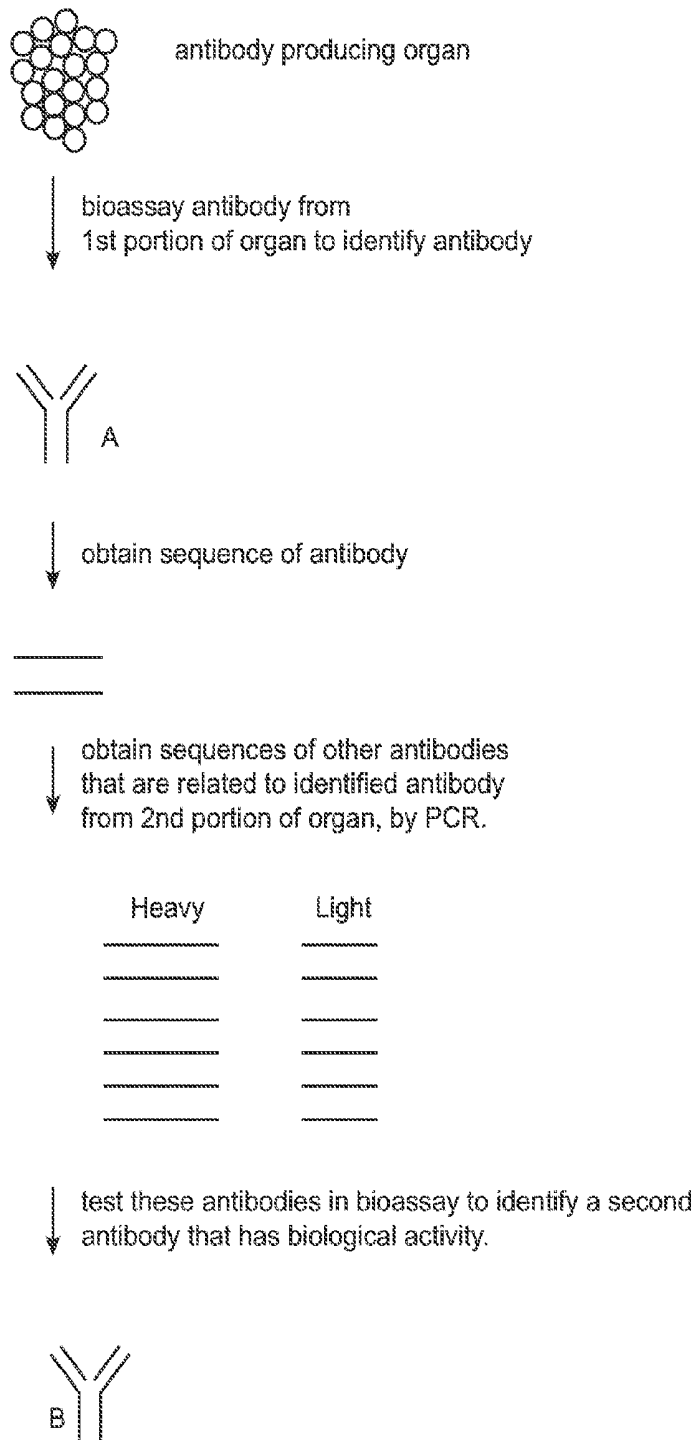 antibody producing organ
bioassay antibody from
1st portion of organ to identify antibody
A
obtain sequence of antibody
obtain sequences of other antibodies
that are related to identified antibody
from 2nd portion of organ, by PCR.
Heavy Light
test these antibodies in bioassay to identify a second
antibody that has biological activity.
B